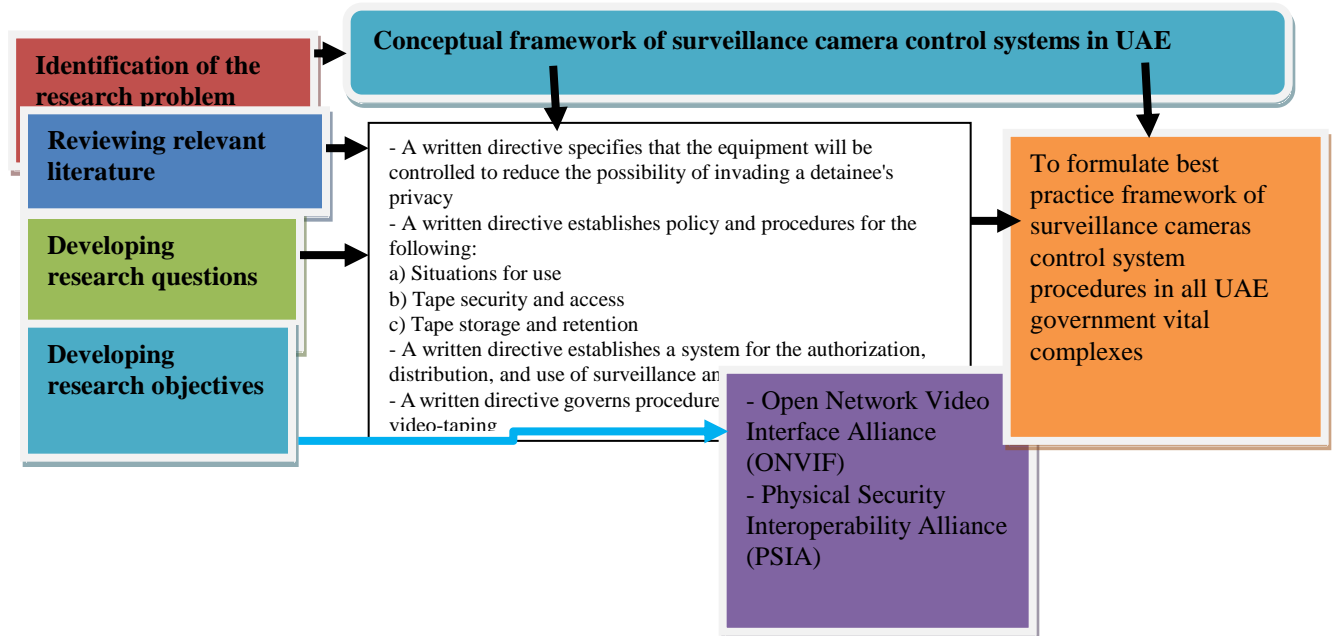 Conceptual framework of surveillance camera control systems in UAE
Identification of the
research problem
Reviewing relevant
literature
Developing
research questions
Developing
research objectives
- A written directive specifies that the equipment will be
controlled to reduce the possibility of invading a detainee's
privacy
- A written directive establishes policy and procedures for the
following:
a) Situations for use
b) Tape security and access
c) Tape storage and retention
- A written directive establishes a system for the authorization,
distribution, and use of surveillance
- A written directive governs
video-taping
- Open Network Video
Interface Alliance
(ONVIF)
- Physical Security
Interoperability Alliance
(PSIA)
To formulate best
practice framework of
surveillance cameras
control system
procedures in all UAE
government vital
complexes